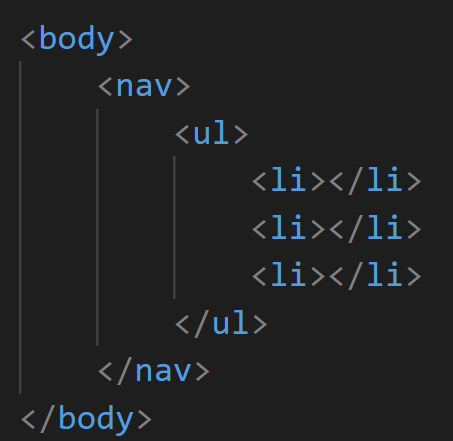 <body>
<nav>
<ul>
<li></li>
<li></li>
<li></li>
</ul>
</nav>
</body>